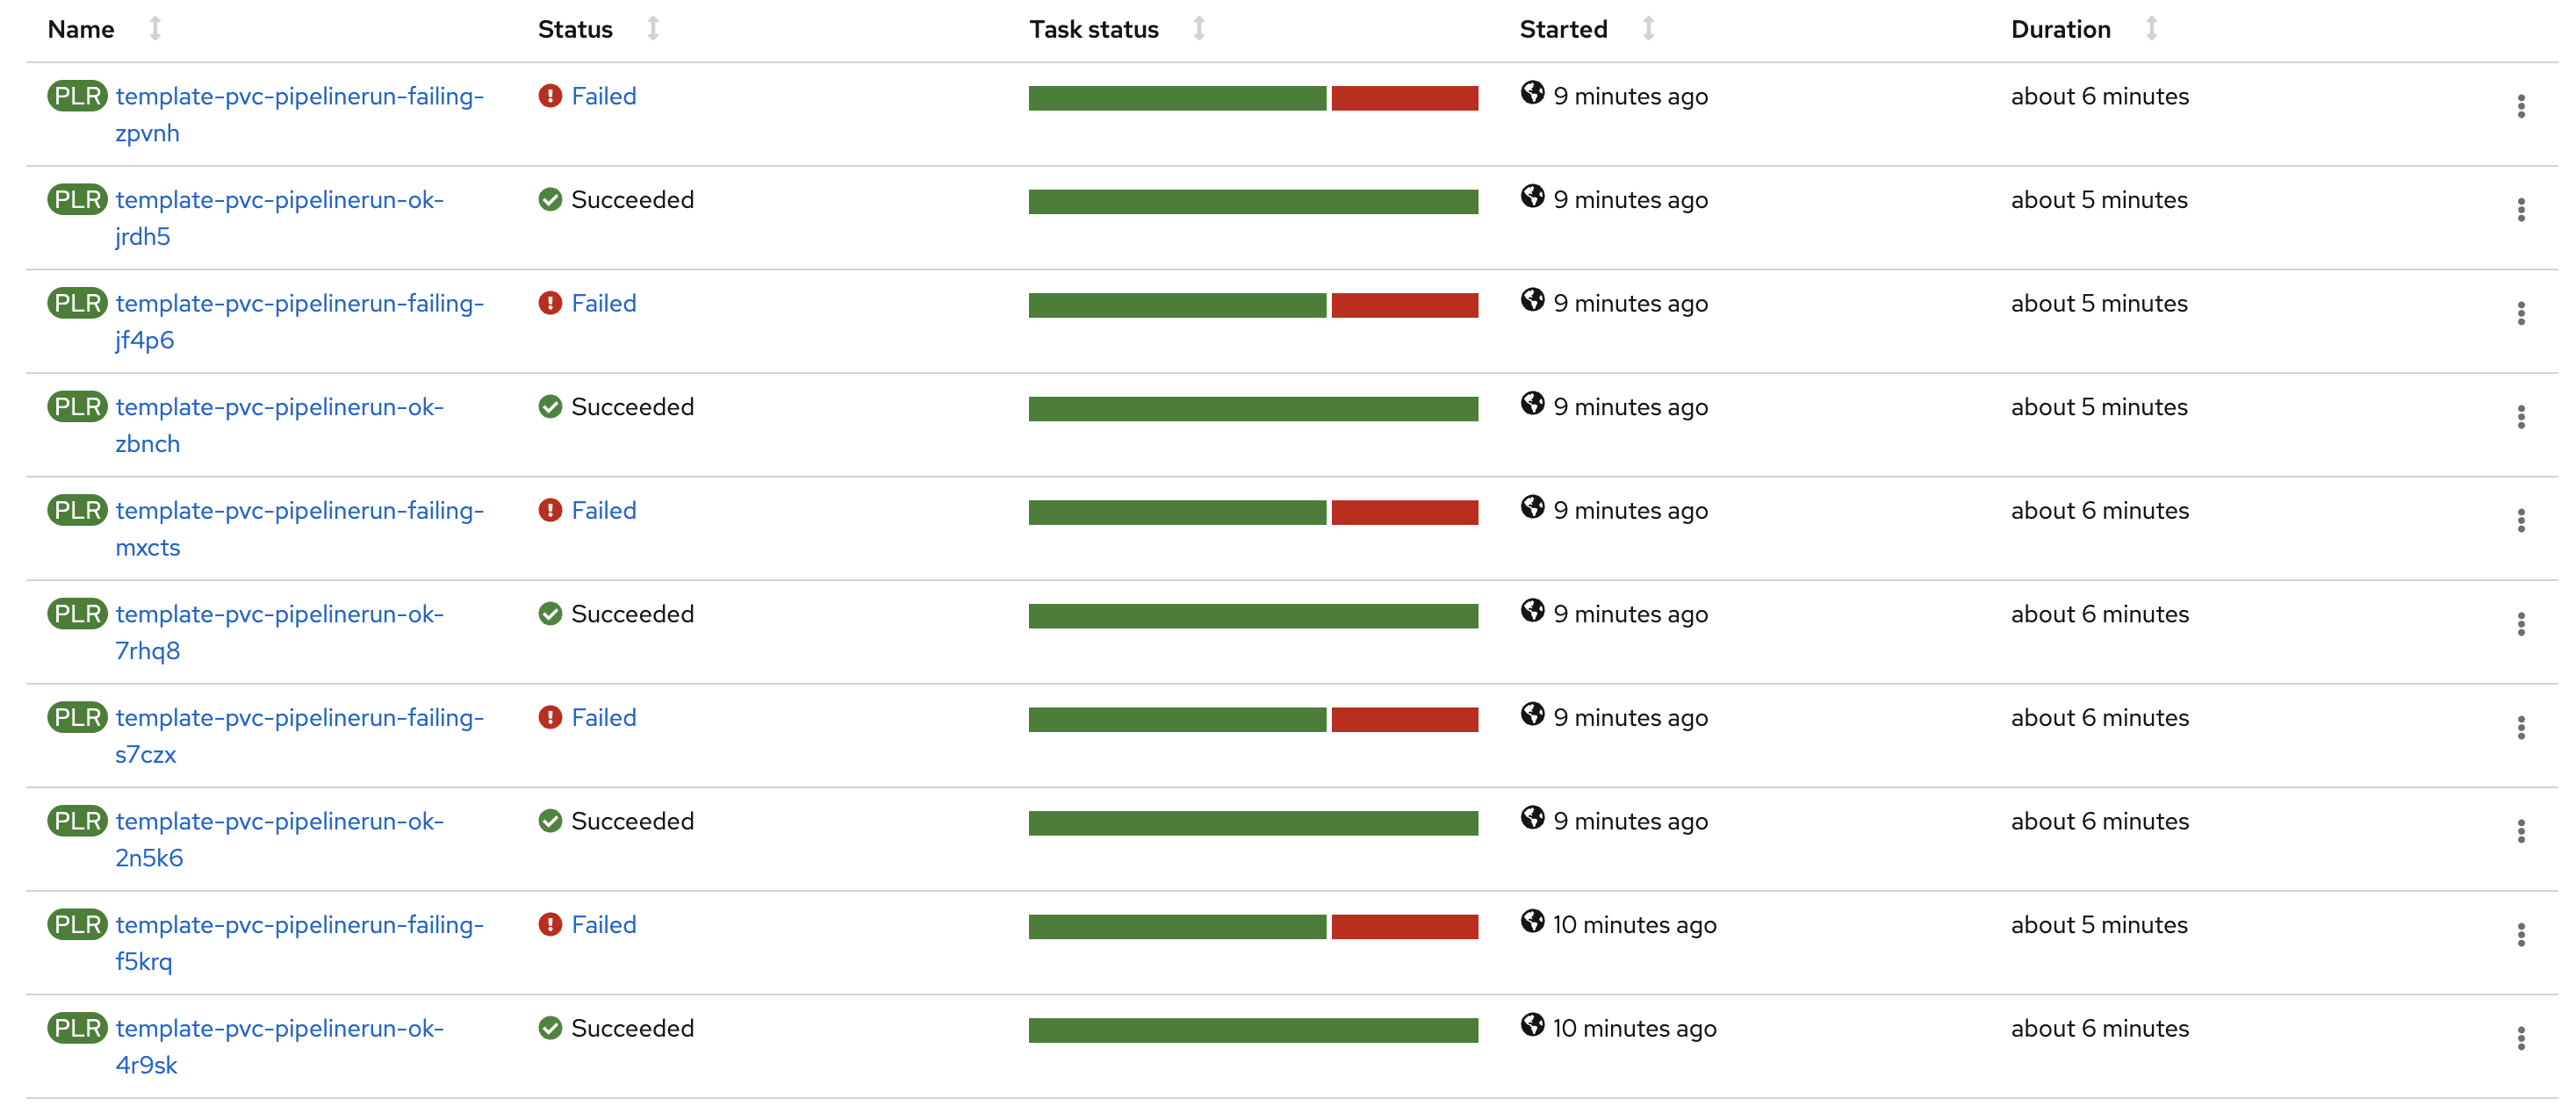 Name Status Task status Started Duration
PLR template-pvc-pipelinerun-failing- Failed 9 minutes ago about 6 minutes
zpvnh
PLR template-pvc-pipelinerun-ok- Succeeded 9 minutes ago about 5 minutes
jrdh5
PLR template-pvc-pipelinerun-failing- Failed 9 minutes ago about 5 minutes
jf4p6
PLR template-pvc-pipelinerun-ok- Succeeded 9 minutes ago about 5 minutes
zbnch
PLR template-pvc-pipelinerun-failing- Failed 9 minutes ago about 6 minutes
mxcts
PLR template-pvc-pipelinerun-ok- Succeeded 9 minutes ago about 6 minutes
7rhq8
PLR template-pvc-pipelinerun-failing- Failed 9 minutes ago about 6 minutes
s7czx
PLR template-pvc-pipelinerun-ok- Succeeded 9 minutes ago about 6 minutes
2n5k6
PLR template-pvc-pipelinerun-failing- Failed 10 minutes ago about 5 minutes
f5krq
PLR template-pvc-pipelinerun-ok- Succeeded 10 minutes ago about 6 minutes
4r9sk